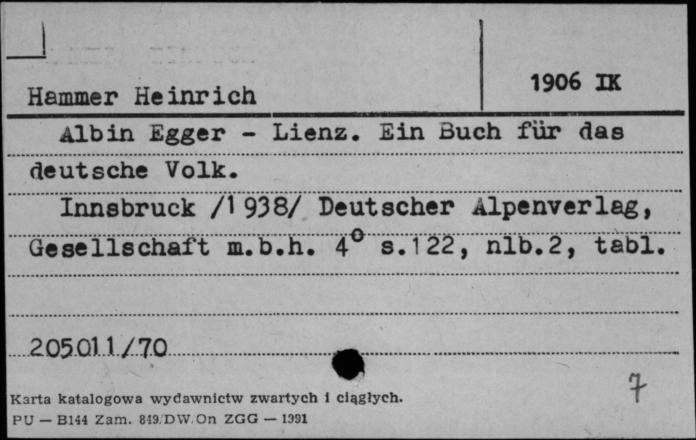 1906 IK
Hammer Heinrich
Albin Egger - Lienz. Ein Buch für das
deutsche Volk.
Innsbruck /1938/ Deutscher Alpenverlag,
Gesellschaft m.b.h. 4° s.122, nlb.2, tabl.
205011/70
7
Karta katalogowa wydawnictw zwartych i ciągłych.
PU — B144 Zam. 849/DW/On ZGG — 1991